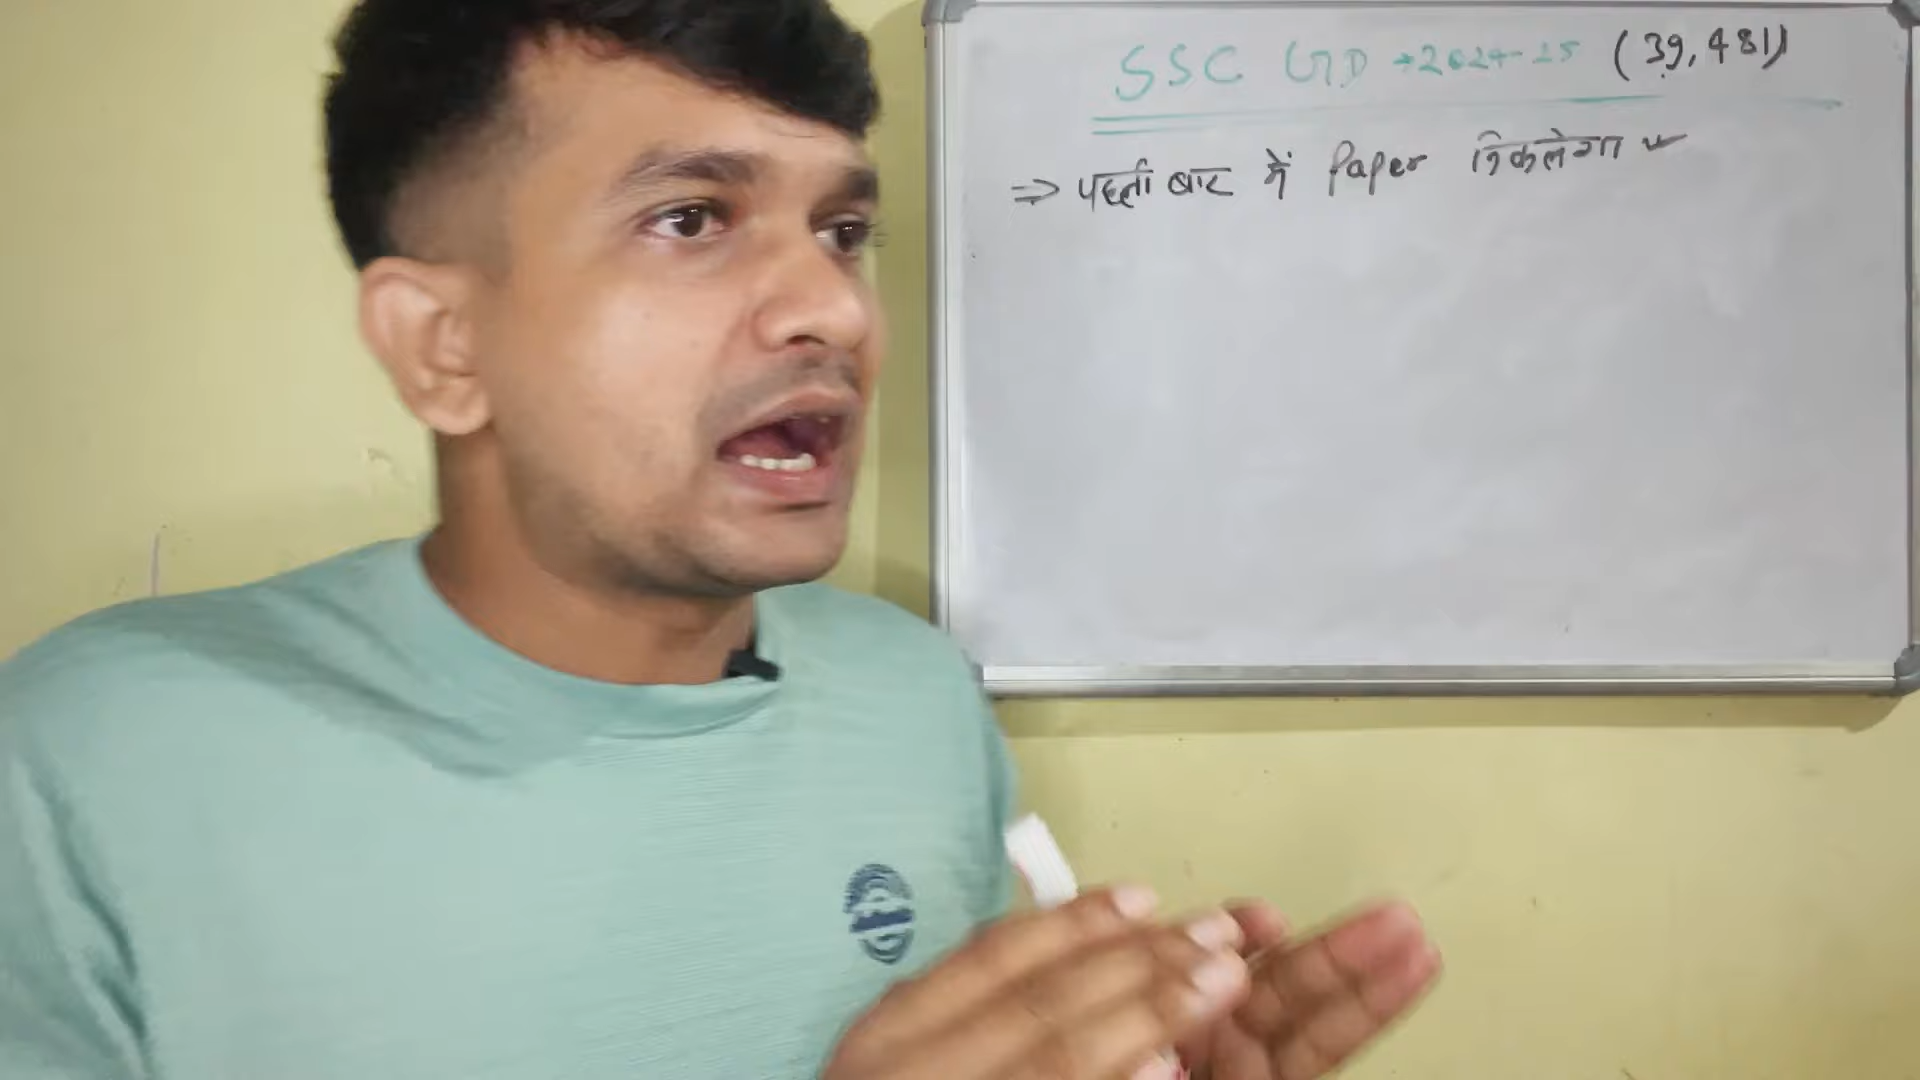 SSC GD → 2024-25 (39,481)
⇒ पहली बार में Paper निकलेगा ✓